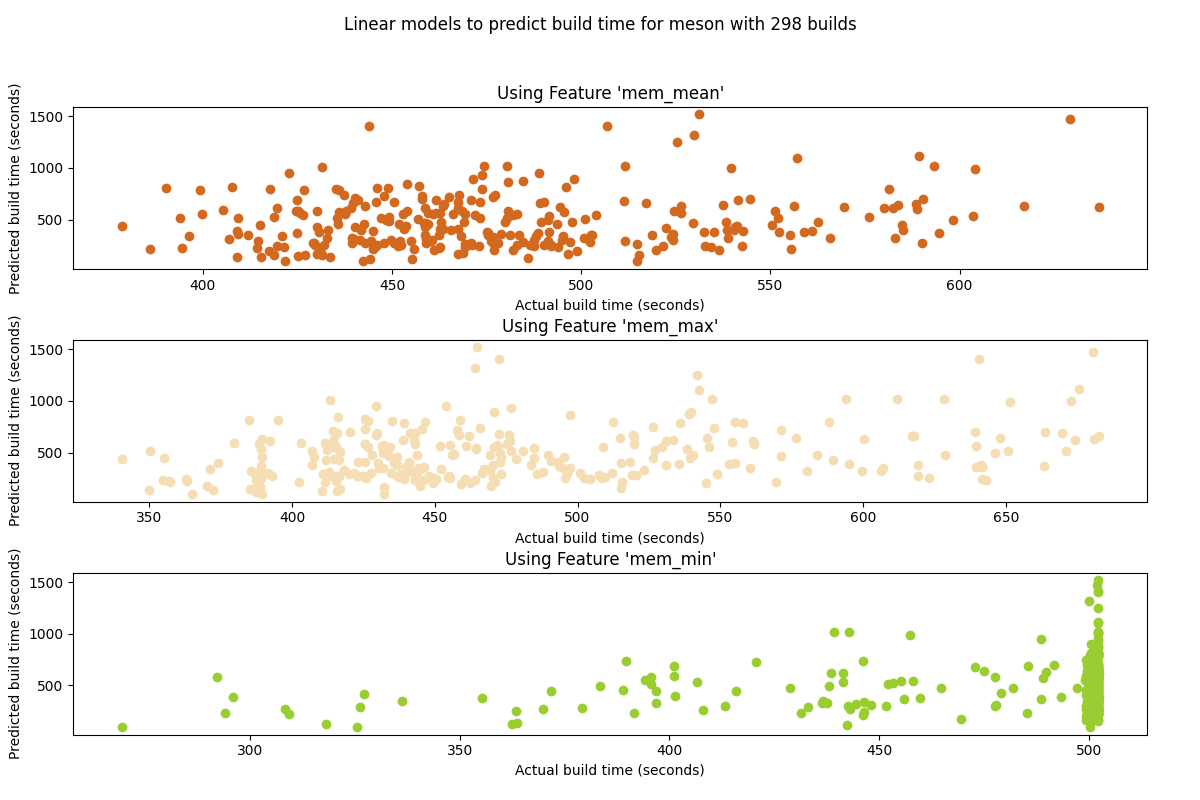 Linear models to predict build time for meson with 298 builds
Using Feature 'mem_mean'
Predicted build time (seconds)
1500
1000
500
400 450 500 550 600
Actual build time (seconds)
Using Feature 'mem_max'
Predicted build time (seconds)
1500
1000
500
350 400 450 500 550 600 650
Actual build time (seconds)
Using Feature 'mem_min'
Predicted build time (seconds)
1500
1000
500
300 350 400 450 500
Actual build time (seconds)